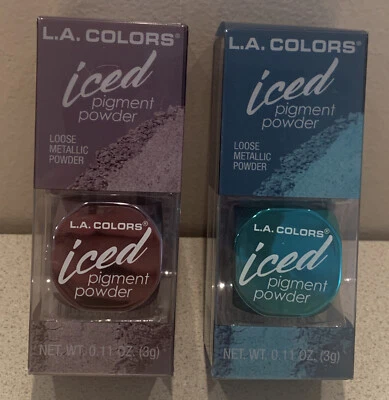 L.A. COLORS®
iced
pigment
powder
LOOSE
METALLIC
POWDER
L.A. COLORS®
iced
pigment
powder
NET. WT. 0.11 OZ. (3g)
L.A. COLORS®
iced
pigment
powder
LOOSE
METALLIC
POWDER
L.A. COLORS®
iced
pigment
powder
NET. WT. 0.11 OZ. (3g)